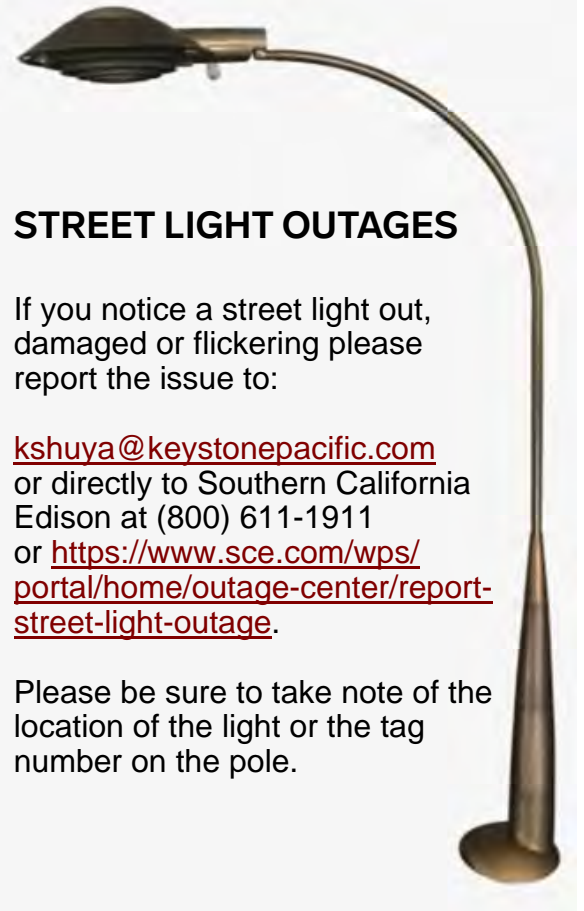 STREET LIGHT OUTAGES
If you notice a street light out,
damaged or flickering please
report the issue to:
kshuya@keystonepacific.com
or directly to Southern California
Edison at (800) 611-1911
or https://www.sce.com/wps/
portal/home/outage-center/report-
street-light-outage.
Please be sure to take note of the
location of the light or the tag
number on the pole.